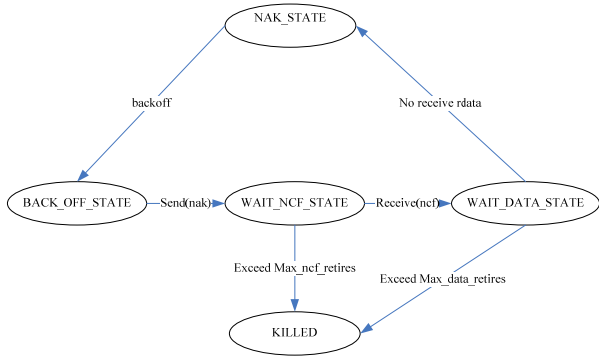 NAK_STATE
backoff
No receive rdata
BACK_OFF_STATE
Send(nak)
WAIT_NCF_STATE
Receive(ncf)
WAIT_DATA_STATE
Exceed Max_ncf_retires
Exceed Max_data_retires
KILLED